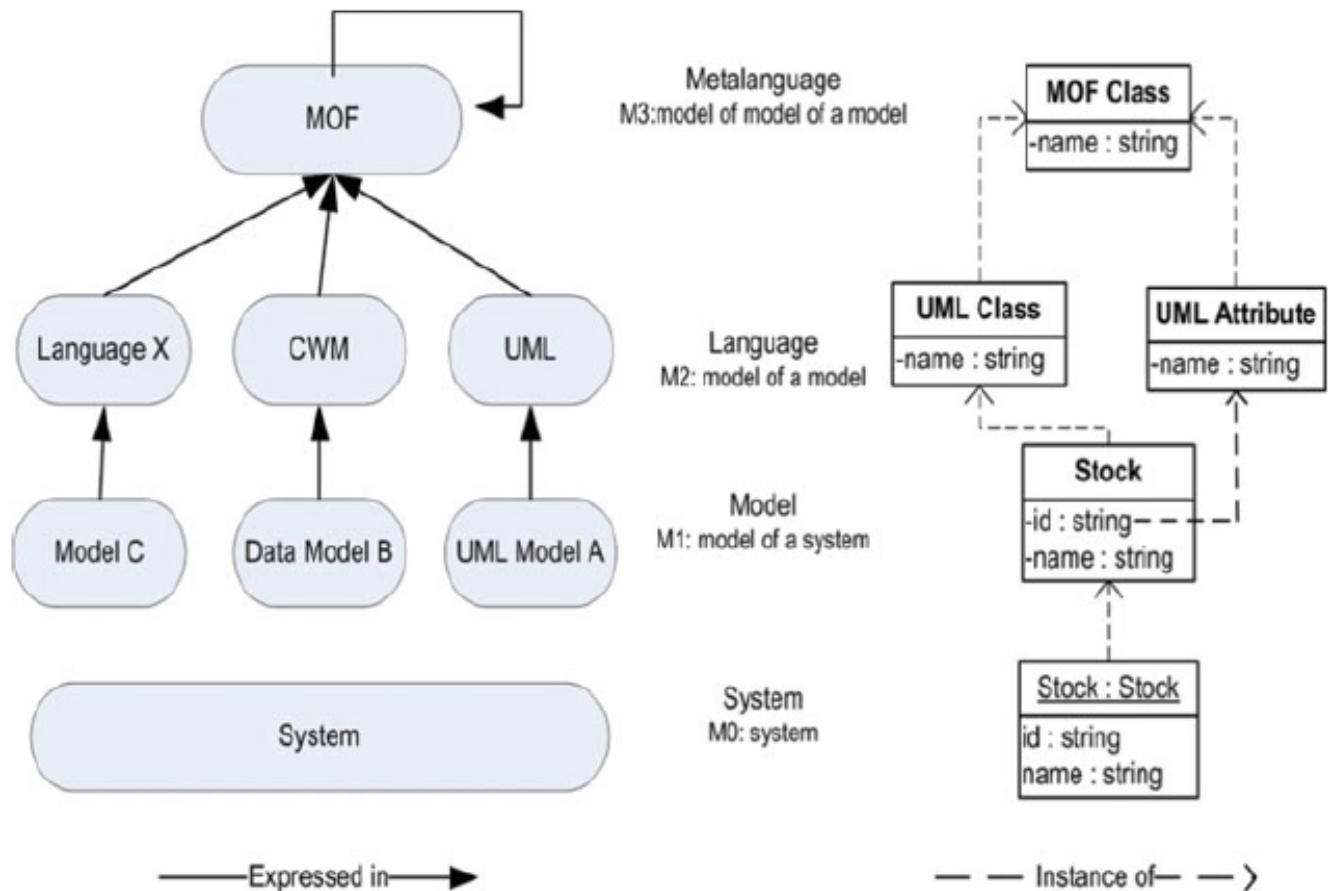 MOF
Metalanguage
M3:model of model of a model
MOF Class
-name : string
Language X
CWM
UML
Language
M2: model of a model
UML Class
-name : string
UML Attribute
-name : string
Model C
Data Model B
UML Model A
Model
M1: model of a system
Stock
-id : string
-name : string
System
System
M0: system
Stock : Stock
id : string
name : string
Expressed in
Instance of